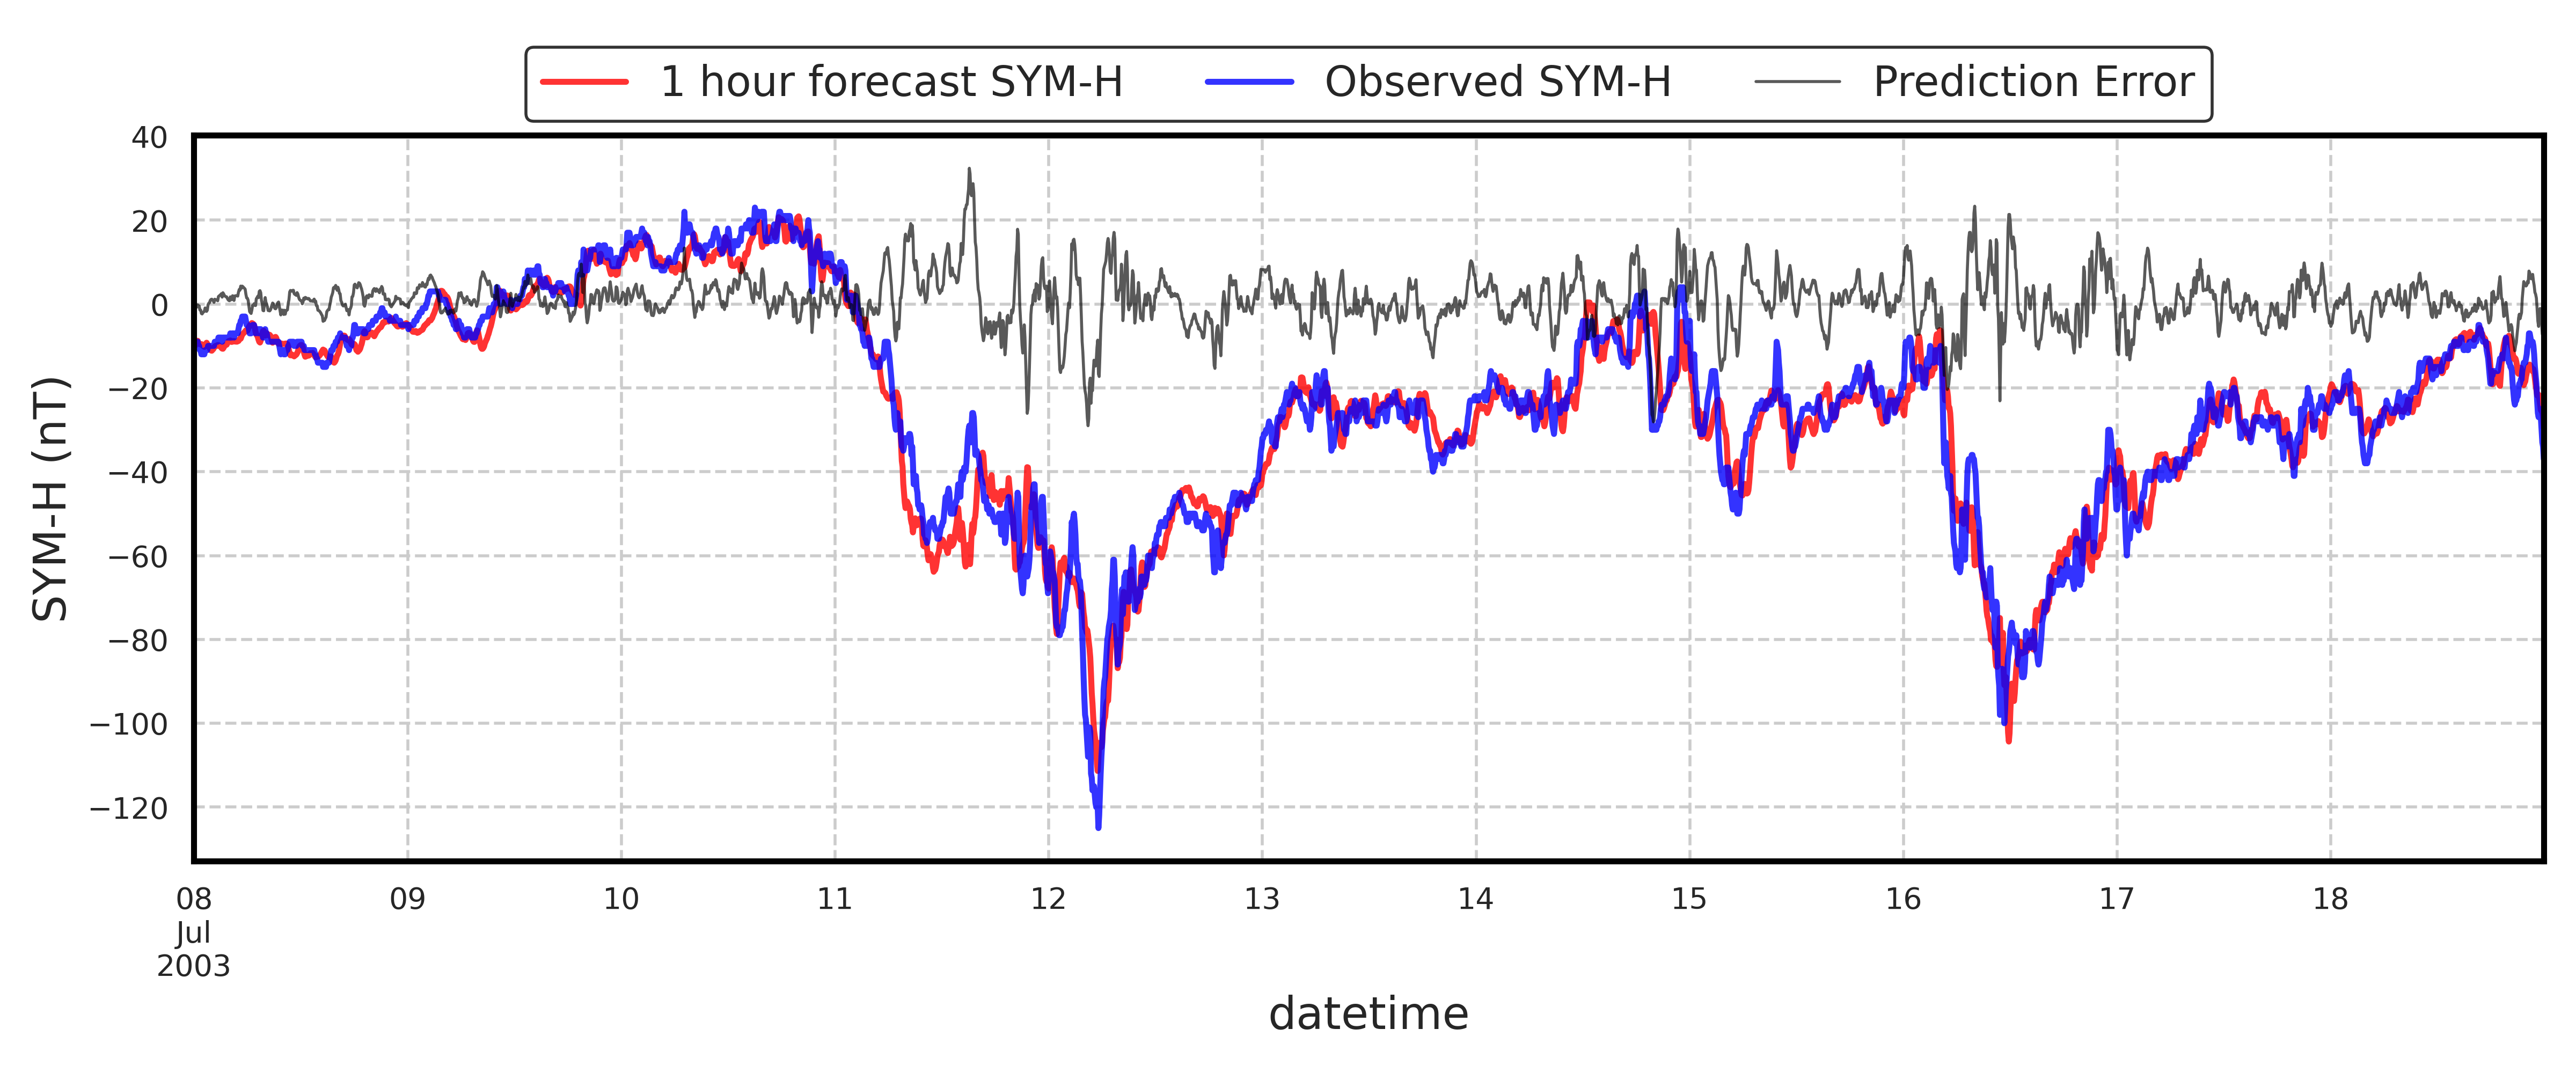 1 hour forecast SYM-H Observed SYM-H Prediction Error
40
20
0
−20
−40
−60
−80
−100
−120
SYM-H (nT)
08 09 10 11 12 13 14 15 16 17 18
Jul
2003
datetime